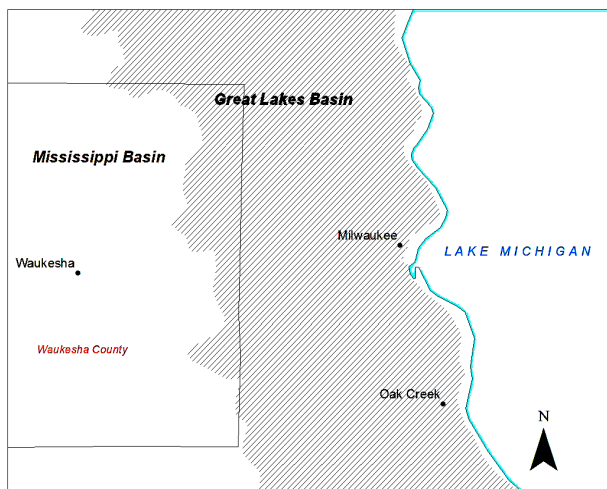 Great Lakes Basin
Mississippi Basin
Milwaukee
LAKE MICHIGAN
Waukesha
Waukesha County
Oak Creek
N